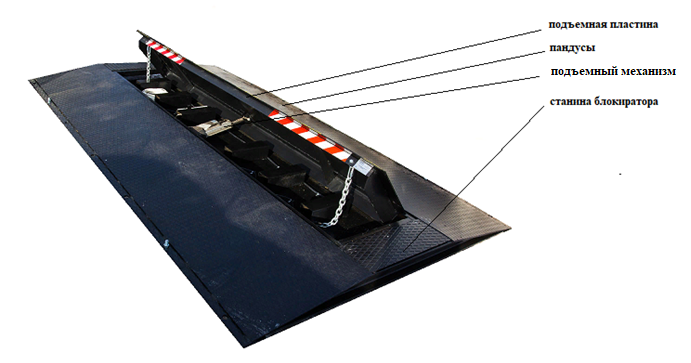 подъемная пластина
пандусы
подъемный механизм
станина блокиратора